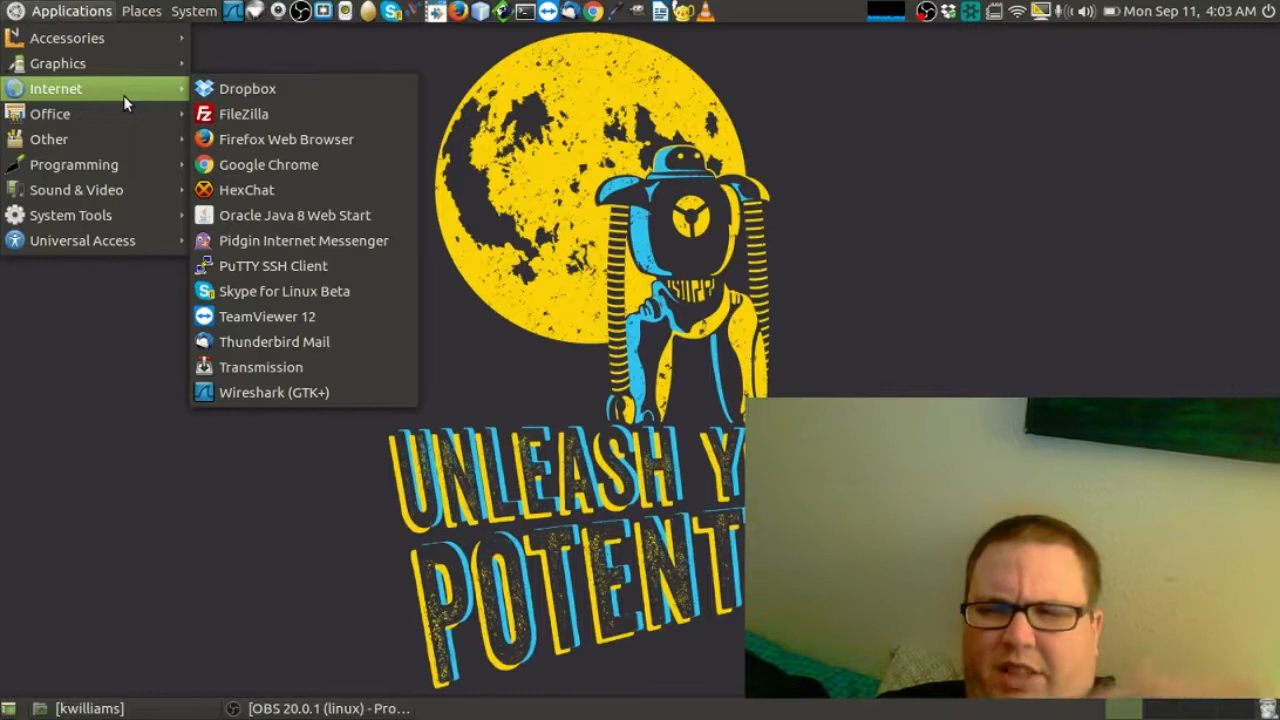 Applications Places System Mon Sep 11, 4:03 AM
Accessories
Graphics
Internet
Office
Other
Programming
Sound & Video
System Tools
Universal Access
Dropbox
FileZilla
Firefox Web Browser
Google Chrome
HexChat
Oracle Java 8 Web Start
Pidgin Internet Messenger
PuTTY SSH Client
Skype for Linux Beta
TeamViewer 12
Thunderbird Mail
Transmission
Wireshark (GTK+)
UNLEASH Y
POTENT
[kwilliams] [OBS 20.0.1 (linux) - Pro...